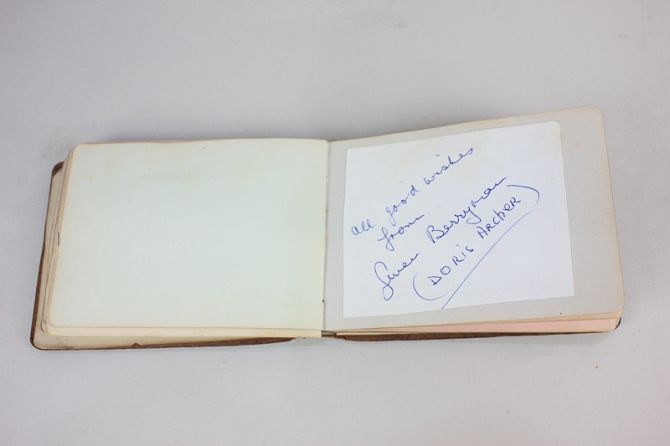 all good wishes
from
Gwen Berryman
(DORIS ARCHER)